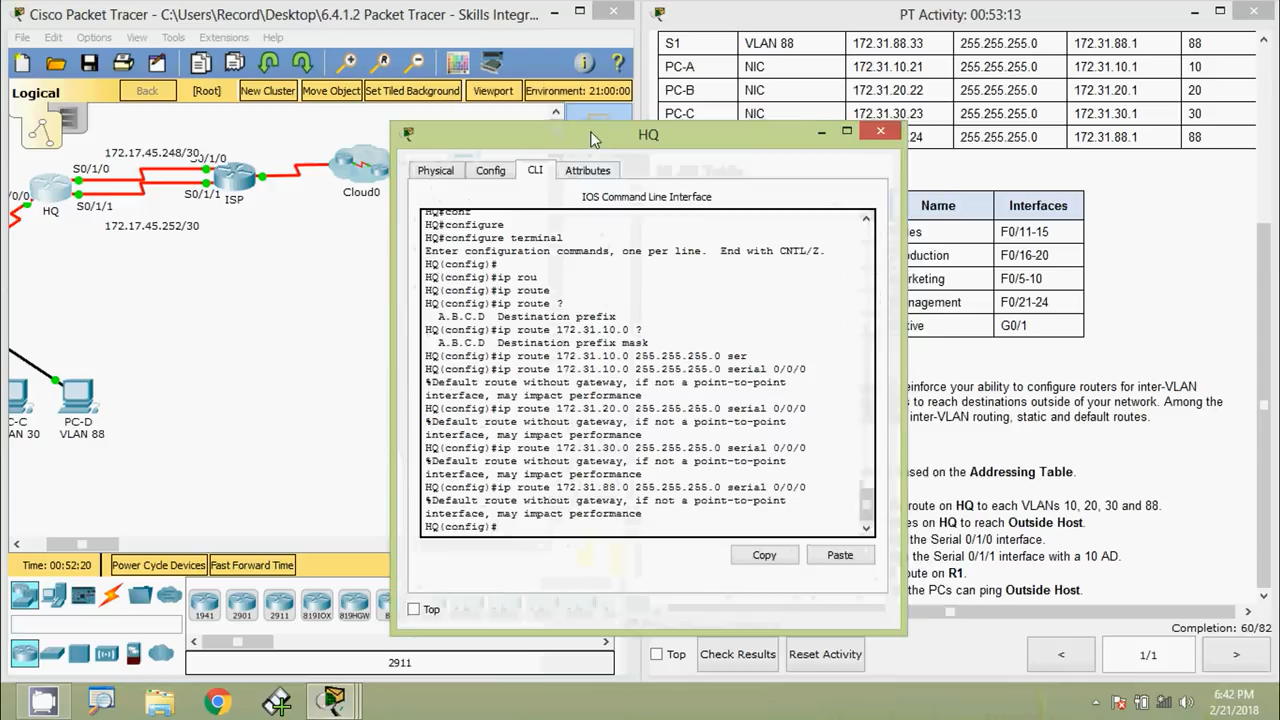 Cisco Packet Tracer - C:\Users\Record\Desktop\6.4.1.2 Packet Tracer - Skills Integr...
File Edit Options View Tools Extensions Help
Logical Back [Root] New Cluster Move Object Set Tiled Background Viewport Environment: 21:00:00
172.17.45.248/30
S0/1/0
HQ
S0/1/1
S0/1/1
ISP
Cloud0
172.17.45.252/30
PC-D
VLAN 88
Time: 00:52:20 Power Cycle Devices Fast Forward Time
1941 2901 2911 819IOX 819HGW
2911
HQ
Physical Config CLI Attributes
IOS Command Line Interface
HQ#conf
HQ#configure
HQ#configure terminal
Enter configuration commands, one per line. End with CNTL/Z.
HQ(config)#
HQ(config)#ip rou
HQ(config)#ip route
HQ(config)#ip route ?
A.B.C.D Destination prefix
HQ(config)#ip route 172.31.10.0 ?
A.B.C.D Destination prefix mask
HQ(config)#ip route 172.31.10.0 255.255.255.0 ser
HQ(config)#ip route 172.31.10.0 255.255.255.0 serial 0/0/0
%Default route without gateway, if not a point-to-point
interface, may impact performance
HQ(config)#ip route 172.31.20.0 255.255.255.0 serial 0/0/0
%Default route without gateway, if not a point-to-point
interface, may impact performance
HQ(config)#ip route 172.31.30.0 255.255.255.0 serial 0/0/0
%Default route without gateway, if not a point-to-point
interface, may impact performance
HQ(config)#ip route 172.31.88.0 255.255.255.0 serial 0/0/0
%Default route without gateway, if not a point-to-point
interface, may impact performance
HQ(config)#
Copy Paste
Top
PT Activity: 00:53:13
S1 VLAN 88 172.31.88.33 255.255.255.0 172.31.88.1 88
PC-A NIC 172.31.10.21 255.255.255.0 172.31.10.1 10
PC-B NIC 172.31.20.22 255.255.255.0 172.31.20.1 20
PC-C NIC 172.31.30.23 255.255.255.0 172.31.30.1 30
24 255.255.255.0 172.31.88.1 88
Name Interfaces
es F0/11-15
duction F0/16-20
rketing F0/5-10
nagement F0/21-24
tive G0/1
einforce your ability to configure routers for inter-VLAN
s to reach destinations outside of your network. Among the
inter-VLAN routing, static and default routes.
ased on the Addressing Table.
route on HQ to each VLANs 10, 20, 30 and 88.
es on HQ to reach Outside Host.
the Serial 0/1/0 interface.
the Serial 0/1/1 interface with a 10 AD.
oute on R1.
the PCs can ping Outside Host.
Completion: 60/82
Top Check Results Reset Activity < 1/1 >
6:42 PM
2/21/2018